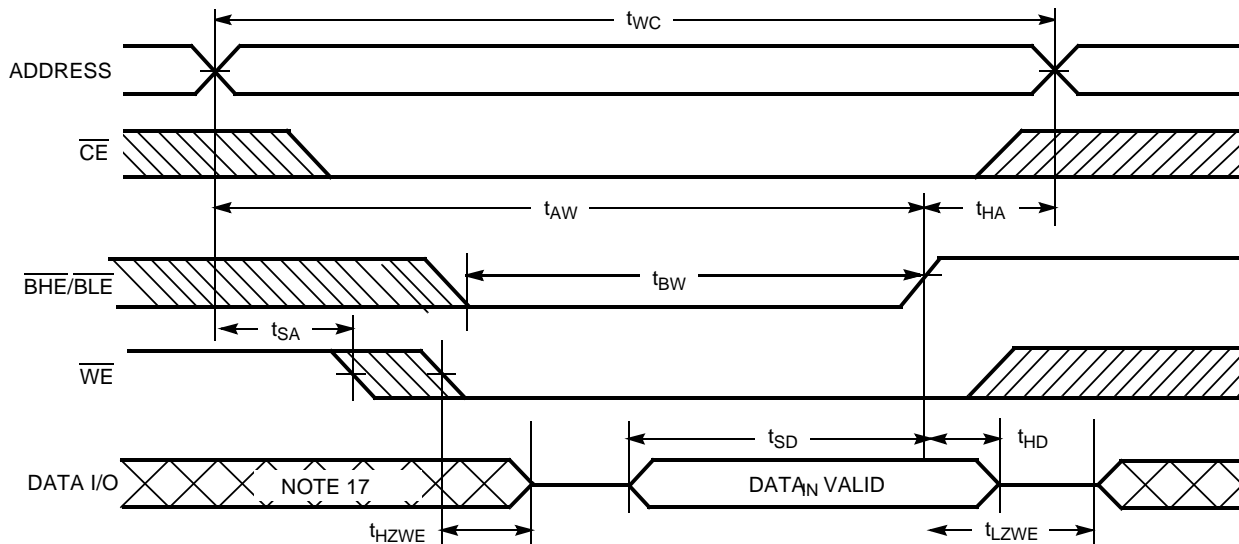 tWC
ADDRESS
CE
tAW
tHA
BHE/BLE
tBW
tSA
WE
tSD
tHD
DATA I/O
NOTE 17
DATAIN VALID
tHZWE
tLZWE